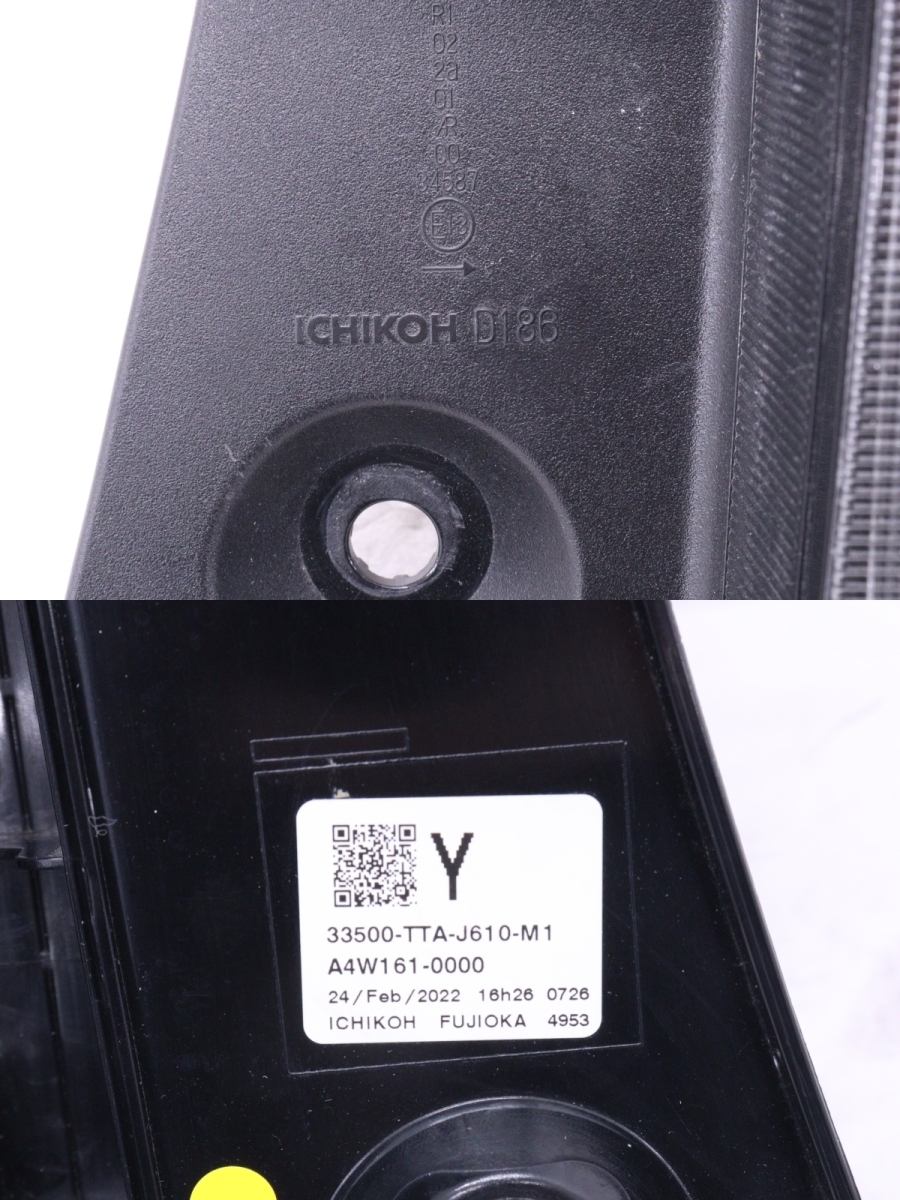 R1
02
2a
01
/R
00
34587
E13
ICHIKOH D186
Y
33500-TTA-J610-M1
A4W161-0000
24/Feb/2022 16h26 0726
ICHIKOH FUJIOKA 4953